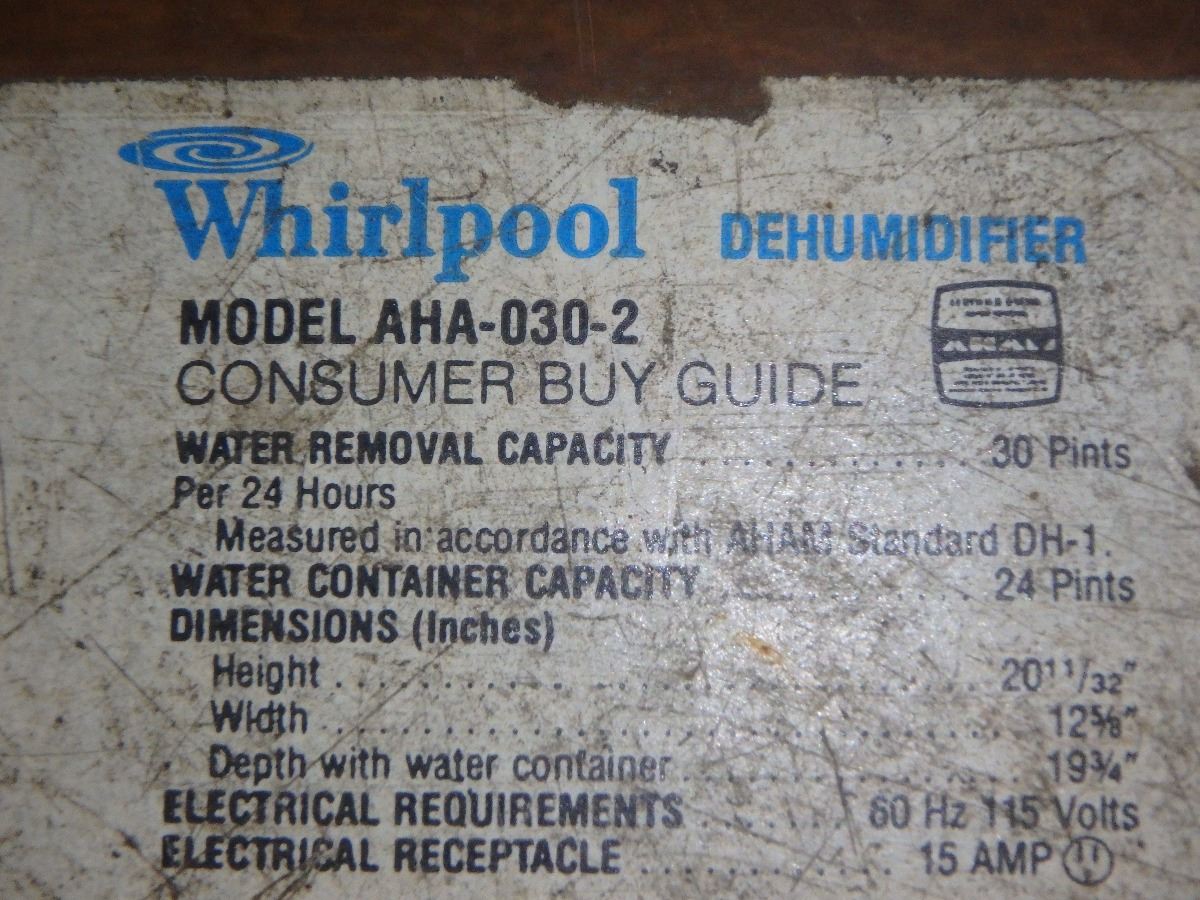 Whirlpool DEHUMIDIFIER
MODEL AHA-030-2
AHAM
CONSUMER BUY GUIDE
WATER REMOVAL CAPACITY . . . . . . . . . . . . . . . 30 Pints
Per 24 Hours
Measured in accordance with AHAM Standard DH-1.
WATER CONTAINER CAPACITY . . . . . . . . . . . . . 24 Pints
DIMENSIONS (Inches)
Height . . . . . . . . . . . . . . . . . . . . . . . . . . . . . 20 11/32"
Width . . . . . . . . . . . . . . . . . . . . . . . . . . . . . . . 12 5/8"
Depth with water container . . . . . . . . . . . . . . . 19 3/4"
ELECTRICAL REQUIREMENTS . . . . . . . 60 Hz 115 Volts
ELECTRICAL RECEPTACLE . . . . . . . . . . . . 15 AMP